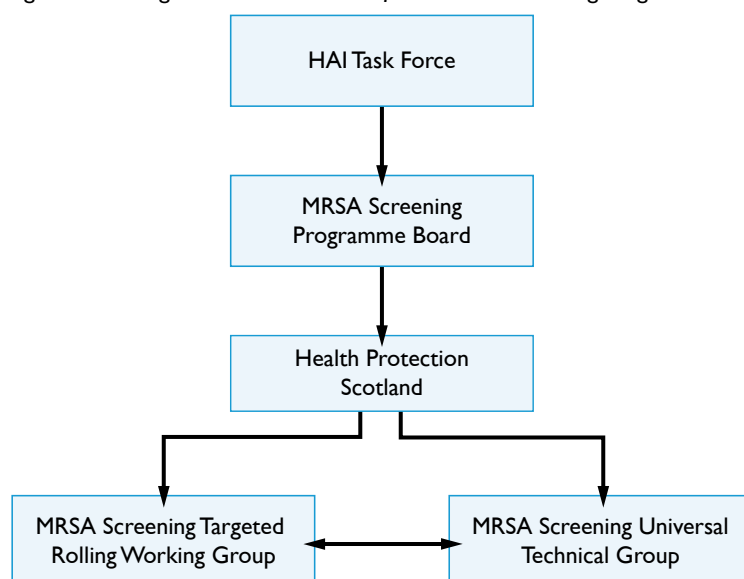 HAI Task Force
MRSA Screening
Programme Board
Health Protection
Scotland
MRSA Screening Targeted
Rolling Working Group
MRSA Screening Universal
Technical Group